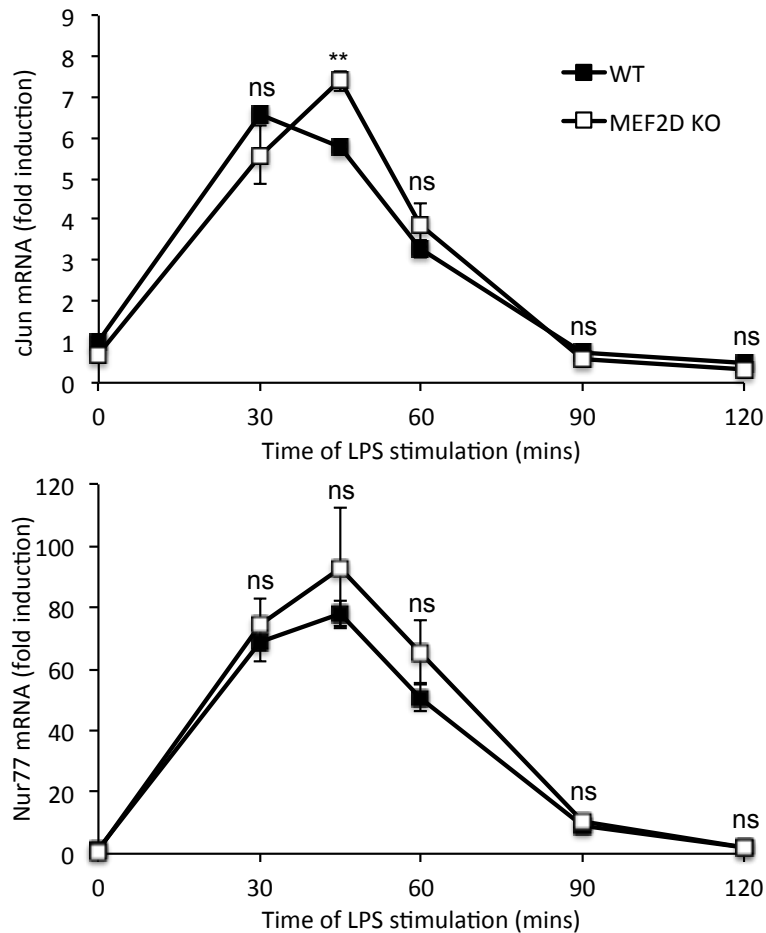 cJun mRNA (fold induction)
9
8
7
6
5
4
3
2
1
0
ns
**
ns
ns
ns
WT
MEF2D KO
0
30
60
90
120
Time of LPS stimulation (mins)
Nur77 mRNA (fold induction)
120
100
80
60
40
20
0
ns
ns
ns
ns
ns
0
30
60
90
120
Time of LPS stimulation (mins)